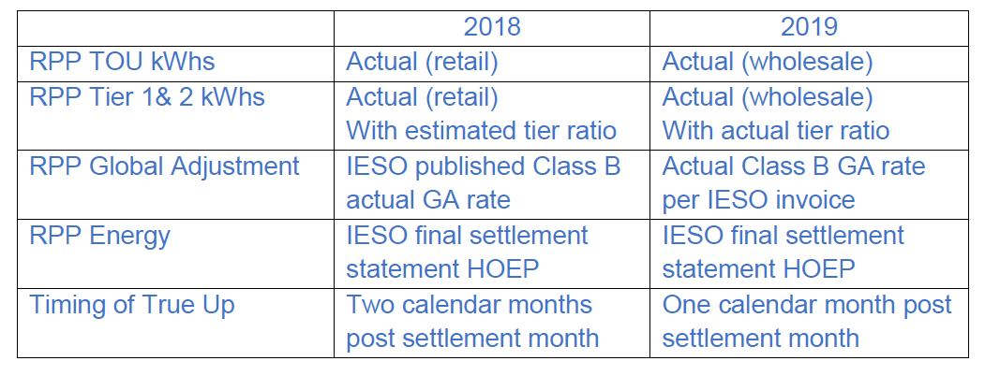 2018 2019
RPP TOU kWhs Actual (retail) Actual (wholesale)
RPP Tier 1& 2 kWhs Actual (retail) Actual (wholesale)
With estimated tier ratio With actual tier ratio
RPP Global Adjustment IESO published Class B Actual Class B GA rate
actual GA rate per IESO invoice
RPP Energy IESO final settlement IESO final settlement
statement HOEP statement HOEP
Timing of True Up Two calendar months One calendar month post
post settlement month settlement month